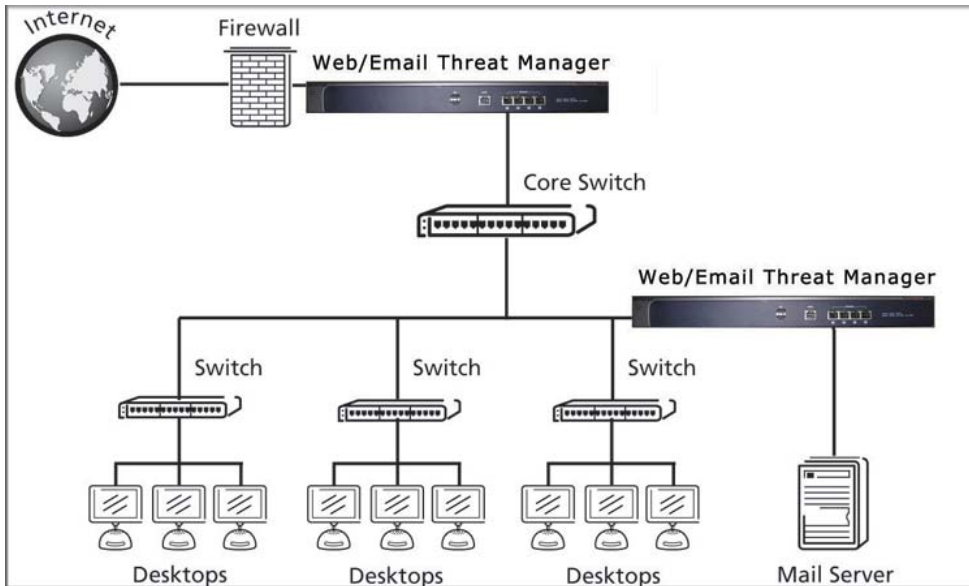 Internet
Firewall
Web/Email Threat Manager
Core Switch
Web/Email Threat Manager
Switch
Switch
Switch
Desktops
Desktops
Desktops
Mail Server